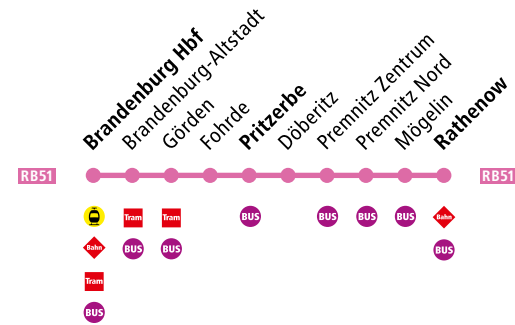 Brandenburg Hbf
Brandenburg-Altstadt
Görden
Fohrde
Pritzerbe
Döberitz
Premnitz Zentrum
Premnitz Nord
Mögelin
Rathenow
RB51
RB51
Tram
Tram
BUS
BUS
BUS
BUS
Bahn
Bahn
BUS
BUS
BUS
Tram
BUS